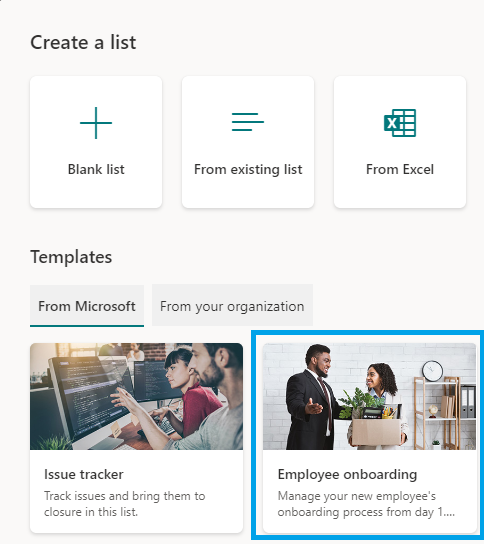 Create a list
Blank list
From existing list
From Excel
Templates
From Microsoft
From your organization
Issue tracker
Track issues and bring them to
closure in this list.
Employee onboarding
Manage your new employee's
onboarding process from day 1....